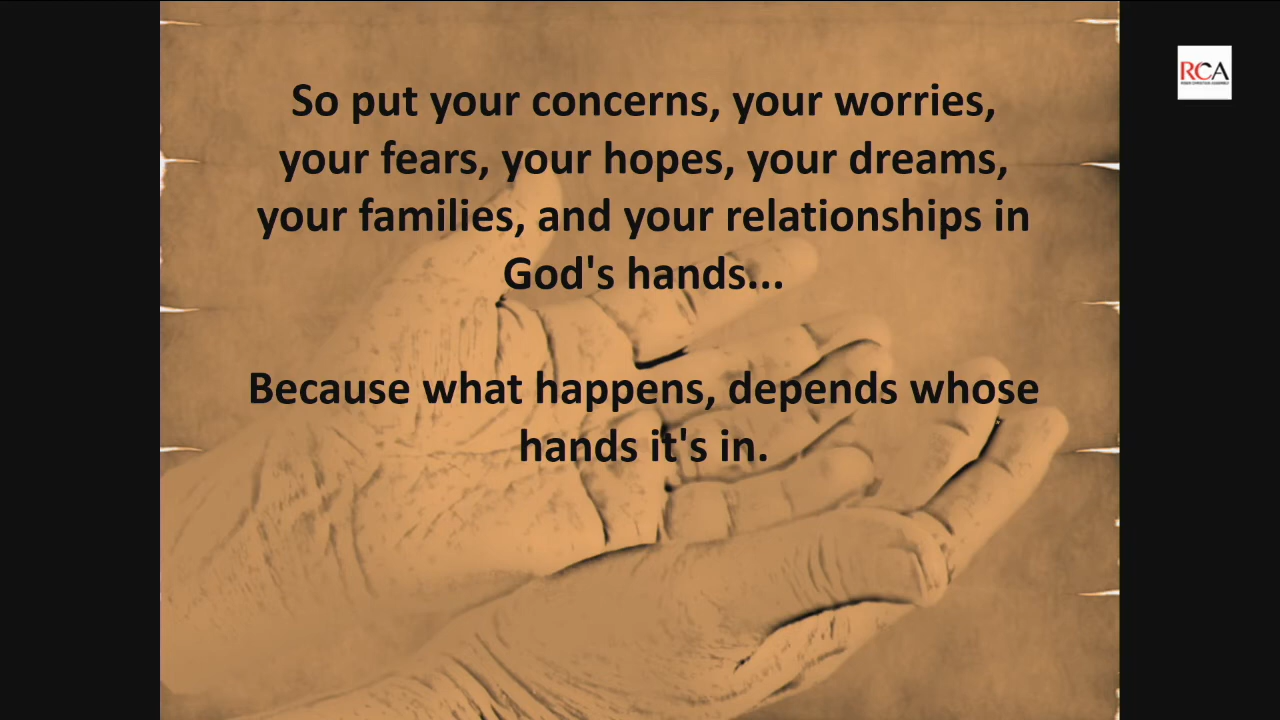 So put your concerns, your worries,
your fears, your hopes, your dreams,
your families, and your relationships in
God's hands...
Because what happens, depends whose
hands it's in.
RCA